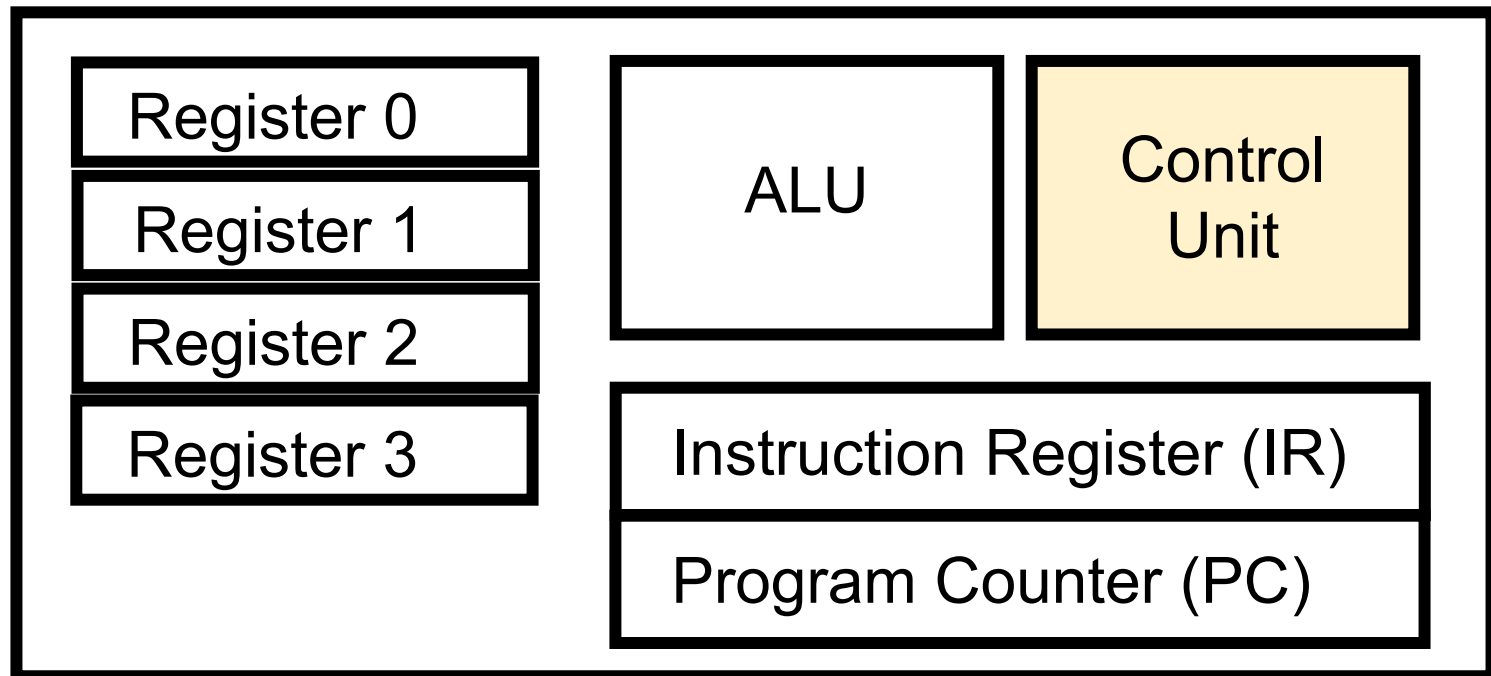 Register 0
Register 1
Register 2
Register 3
ALU
Control
Unit
Instruction Register (IR)
Program Counter (PC)